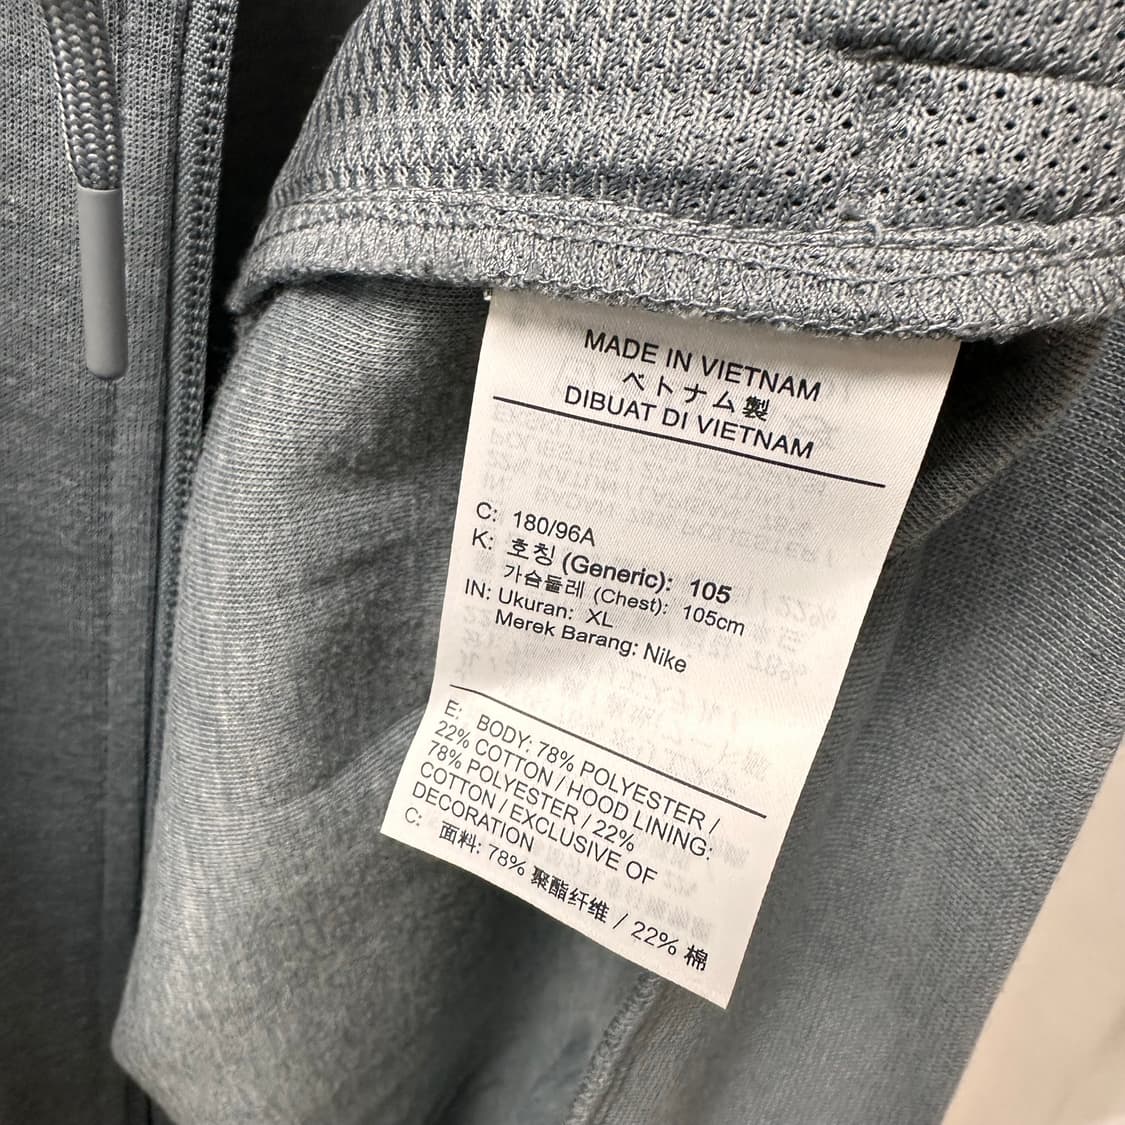 MADE IN VIETNAM
ベトナム製
DIBUAT DI VIETNAM
C: 180/96A
K: 호칭 (Generic): 105
가슴둘레 (Chest): 105cm
IN: Ukuran: XL
Merek Barang: Nike
E: BODY: 78% POLYESTER /
22% COTTON / HOOD LINING:
78% POLYESTER / 22%
COTTON / EXCLUSIVE OF
DECORATION
C: 面料: 78% 聚酯纤维 / 22% 棉